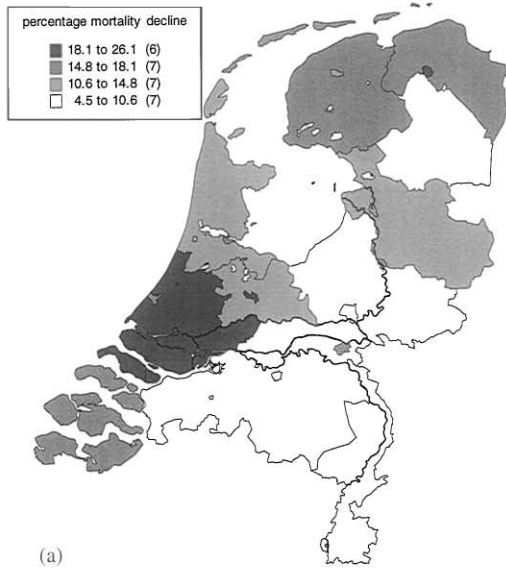 percentage mortality decline
18.1 to 26.1 (6)
14.8 to 18.1 (7)
10.6 to 14.8 (7)
4.5 to 10.6 (7)
(a)